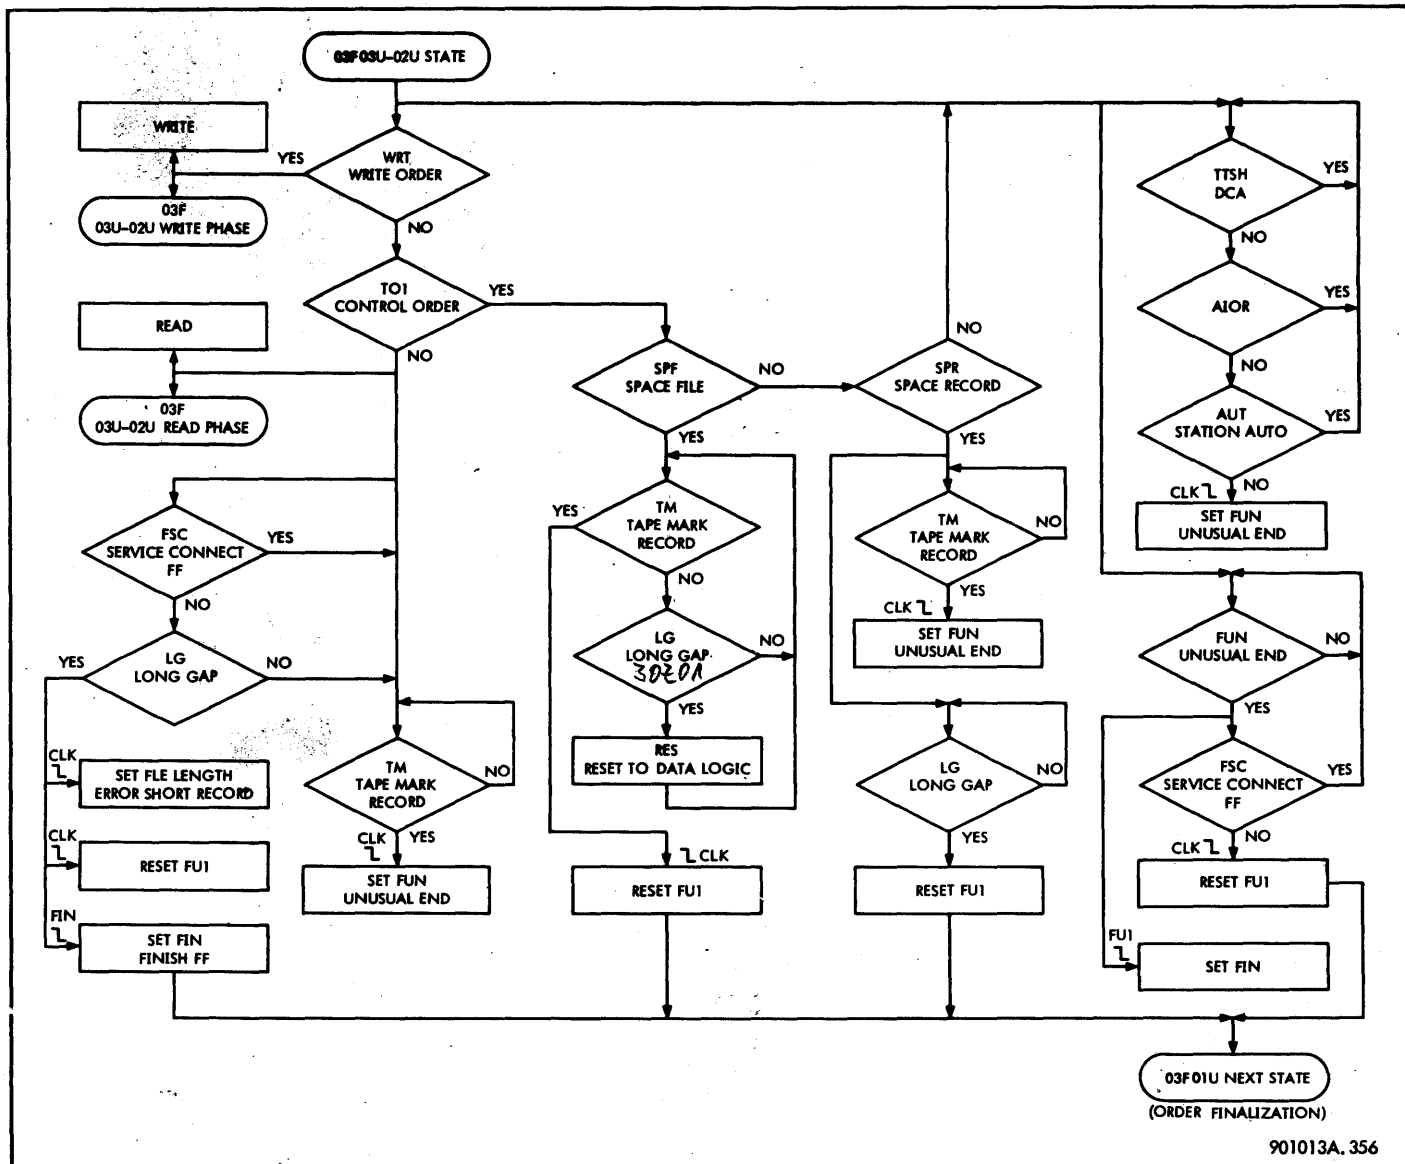 03F03U-02U STATE
WRITE
YES
WRT
WRITE ORDER
NO
03F
03U-02U WRITE PHASE
TO1
CONTROL ORDER
YES
NO
READ
03F
03U-02U READ PHASE
FSC
SERVICE CONNECT
FF
YES
NO
LG
LONG GAP
YES
NO
CLK
SET FLE LENGTH
ERROR SHORT RECORD
CLK
RESET FU1
FIN
SET FIN
FINISH FF
TM
TAPE MARK
RECORD
NO
YES
CLK
SET FUN
UNUSUAL END
SPF
SPACE FILE
NO
YES
TM
TAPE MARK
RECORD
YES
NO
LG
LONG GAP
NO
YES
RES
RESET TO DATA LOGIC
CLK
RESET FU1
SPR
SPACE RECORD
NO
YES
TM
TAPE MARK
RECORD
NO
YES
CLK
SET FUN
UNUSUAL END
LG
LONG GAP
NO
YES
RESET FU1
TTSH
DCA
YES
NO
AIOR
YES
NO
AUT
STATION AUTO
YES
NO
CLK
SET FUN
UNUSUAL END
FUN
UNUSUAL END
NO
YES
FSC
SERVICE CONNECT
FF
YES
NO
CLK
RESET FU1
FU1
SET FIN
03F01U NEXT STATE
(ORDER FINALIZATION)
901013A. 356